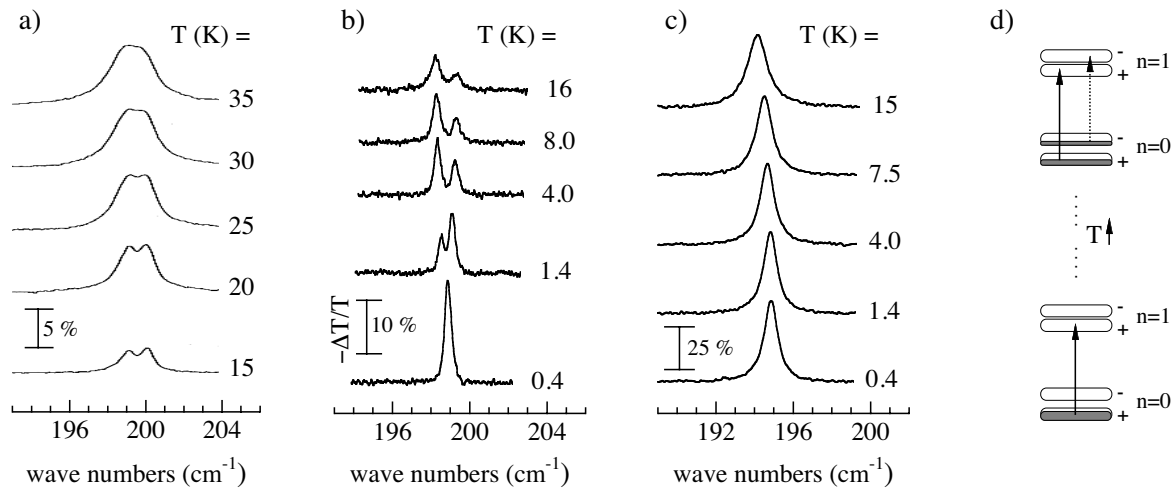 a)
T (K) =
35
30
25
20
15
5 %
196 200 204
wave numbers (cm⁻¹)
b)
T (K) =
16
8.0
4.0
1.4
0.4
−ΔT/T
10 %
196 200 204
wave numbers (cm⁻¹)
c)
T (K) =
15
7.5
4.0
1.4
0.4
25 %
192 196 200
wave numbers (cm⁻¹)
d)
- n=1
+
- n=0
+
T
- n=1
+
- n=0
+